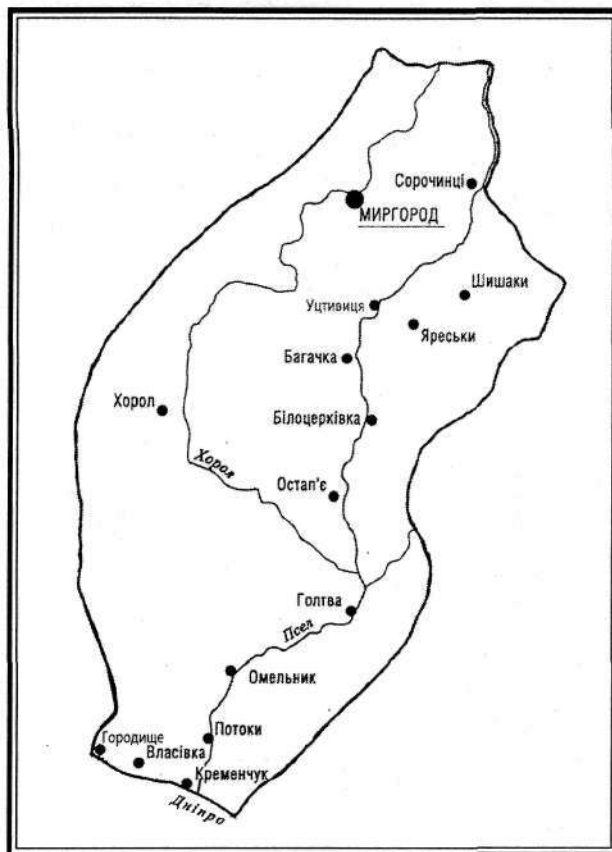 Сорочинці
МИРГОРОД
Шишаки
Уцтивиця
Яреськи
Багачка
Хорол
Білоцерківка
Хорол
Остап'є
Голтва
Псел
Омельник
Потоки
Городище
Власівка
Кременчук
Дніпро